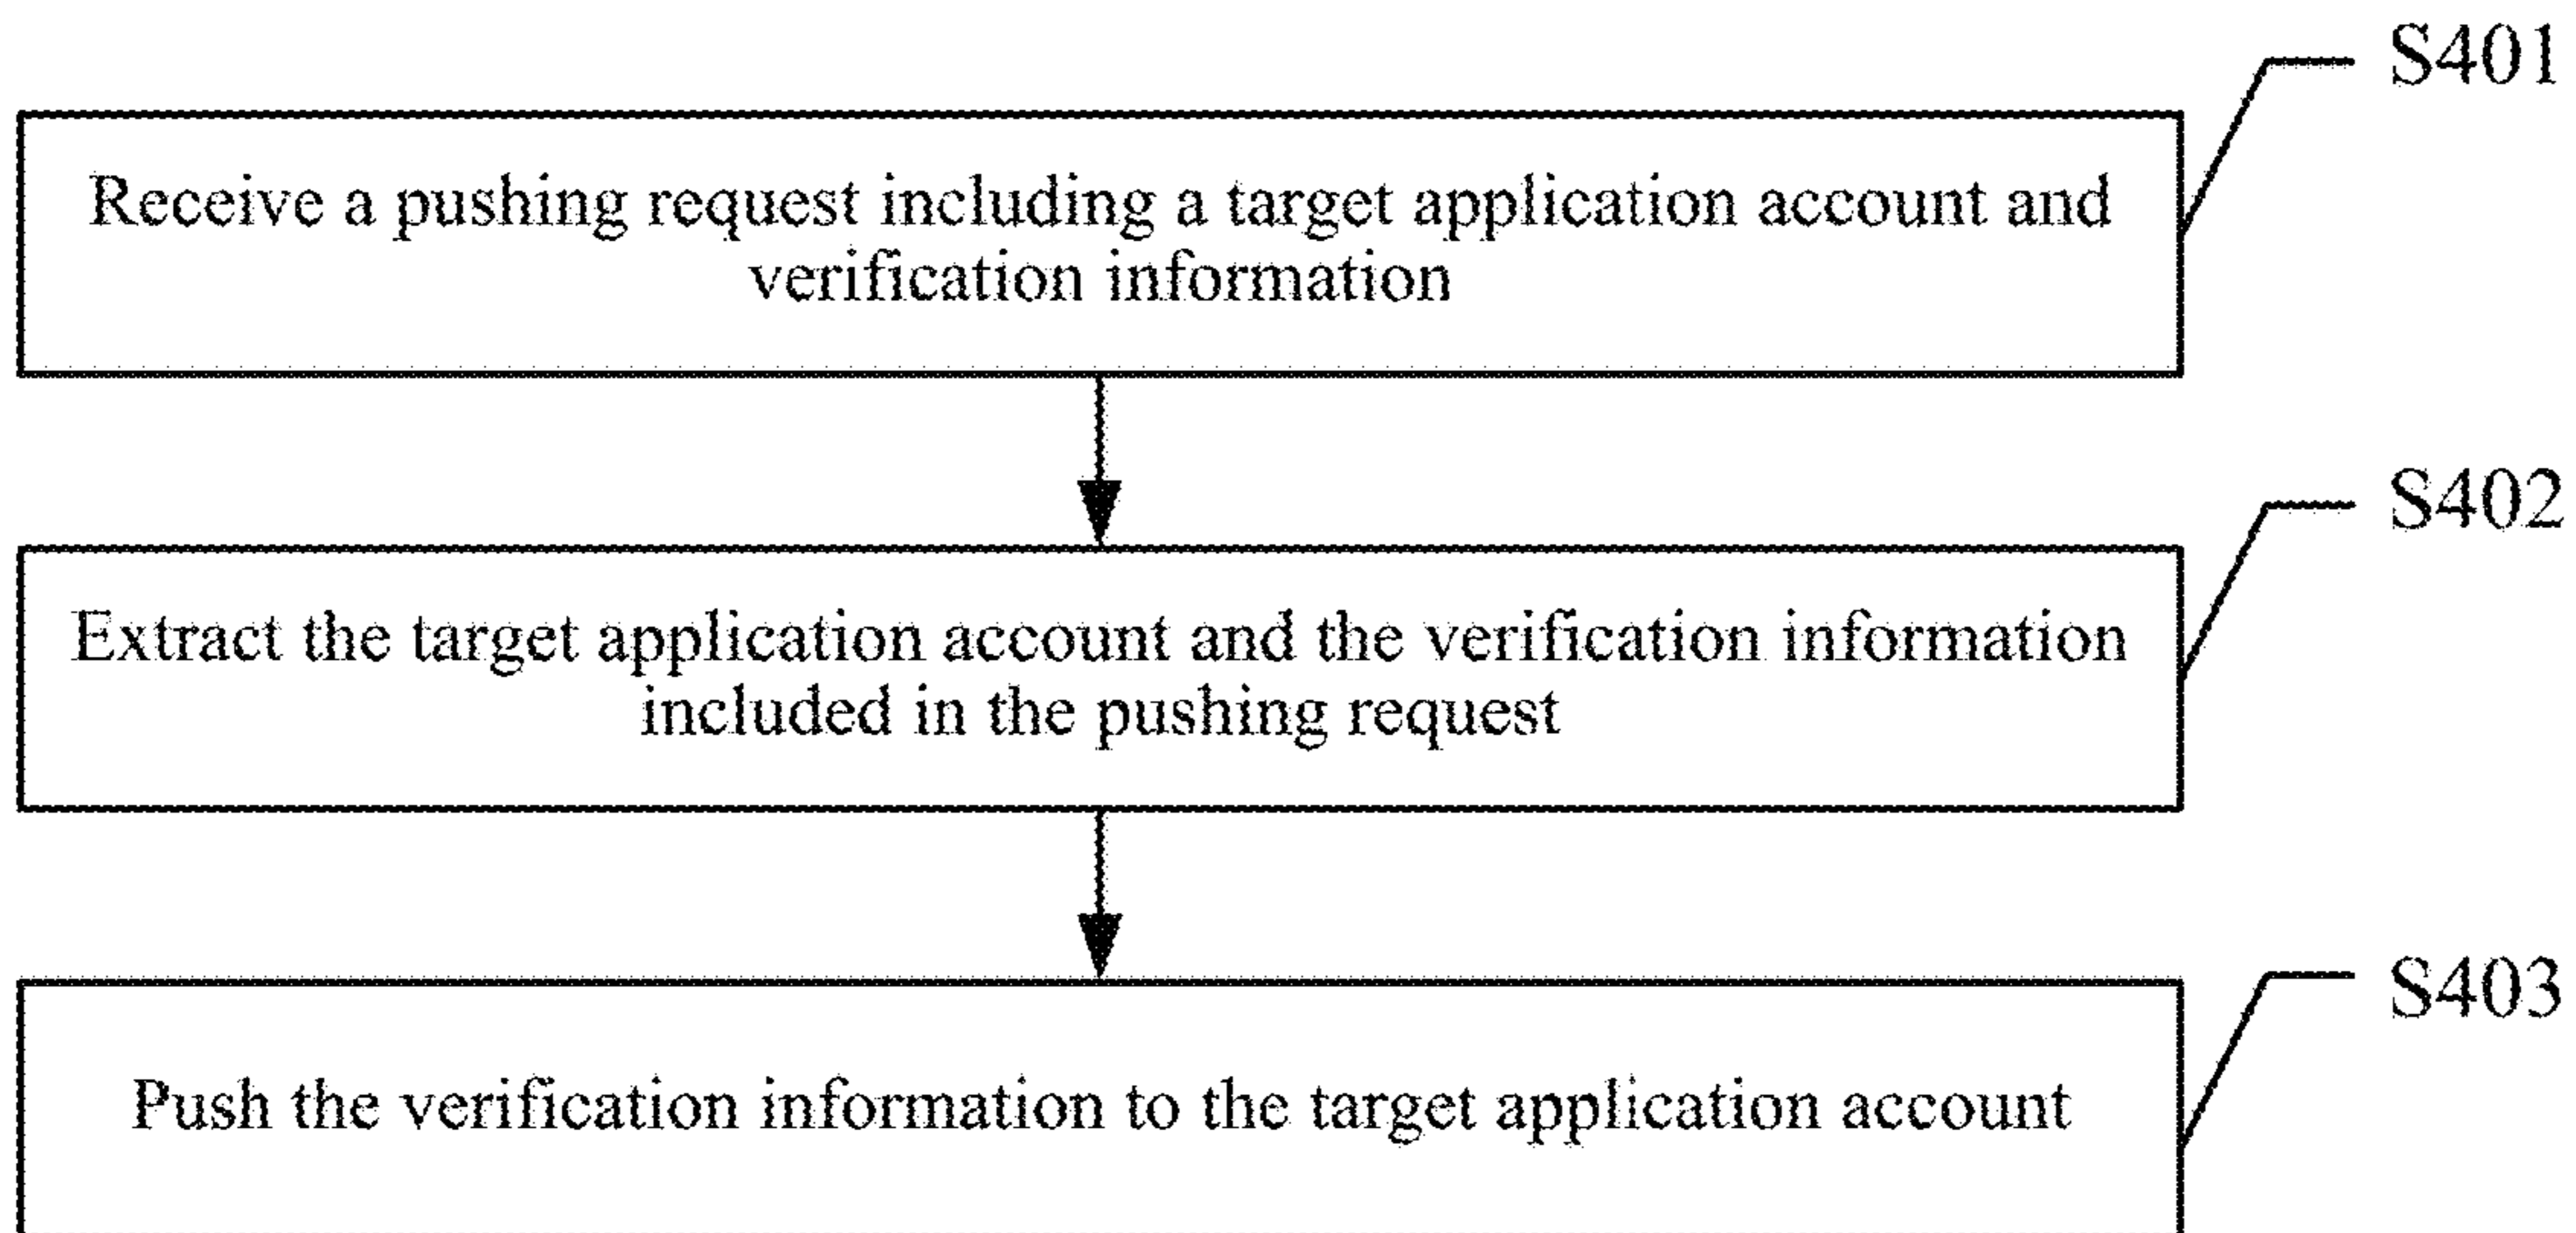 S401
Receive a pushing request including a target application account and
verification information
S402
Extract the target application account and the verification information
included in the pushing request
S403
Push the verification information to the target application account